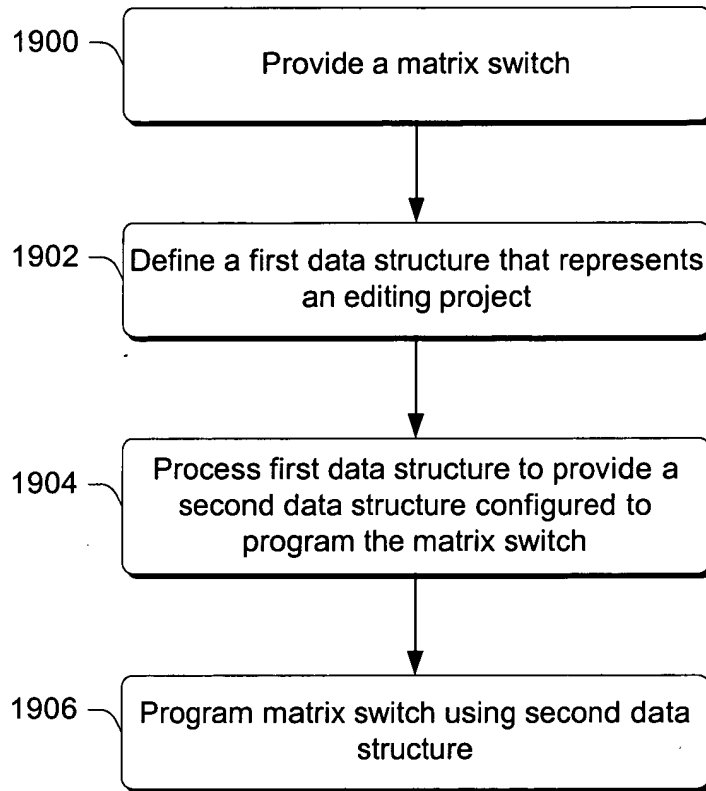 1900
Provide a matrix switch
1902
Define a first data structure that represents
an editing project
1904
Process first data structure to provide a
second data structure configured to
program the matrix switch
1906
Program matrix switch using second data
structure